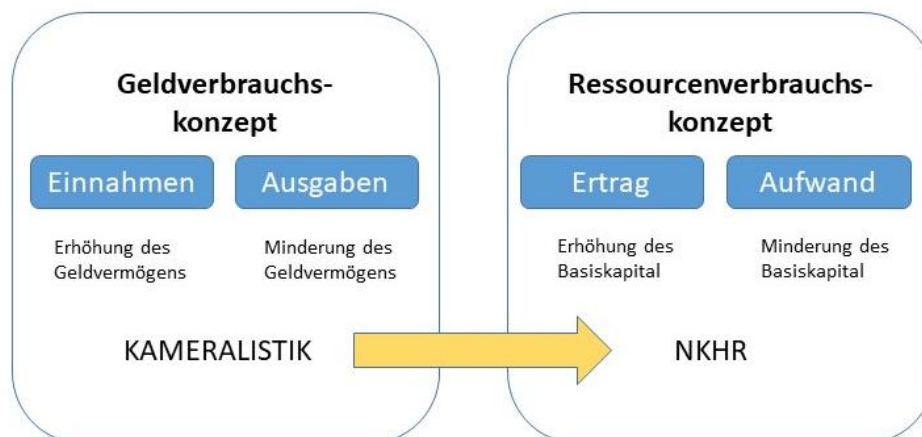 Geldverbrauchs-
konzept
Einnahmen
Ausgaben
Erhöhung des
Geldvermögens
Minderung des
Geldvermögens
KAMERALISTIK
Ressourcenverbrauchs-
konzept
Ertrag
Aufwand
Erhöhung des
Basiskapital
Minderung des
Basiskapital
NKHR